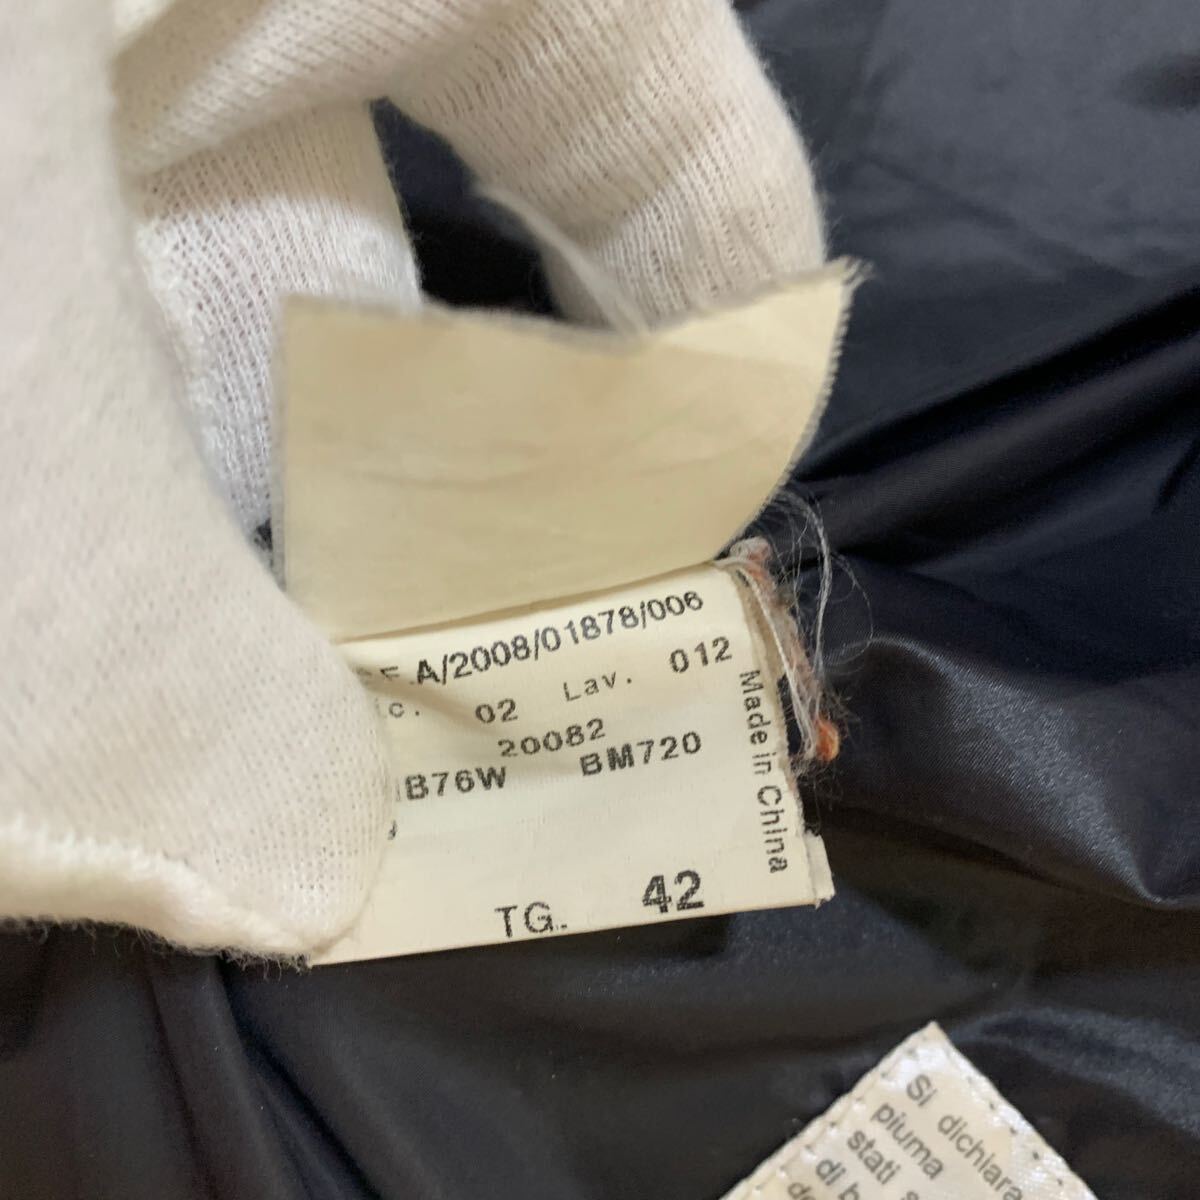 A/2008/01878/006
02 Lav. 012
20082
B76W BM720
TG. 42
Made in China
Si dichiara
piuma
stati
di